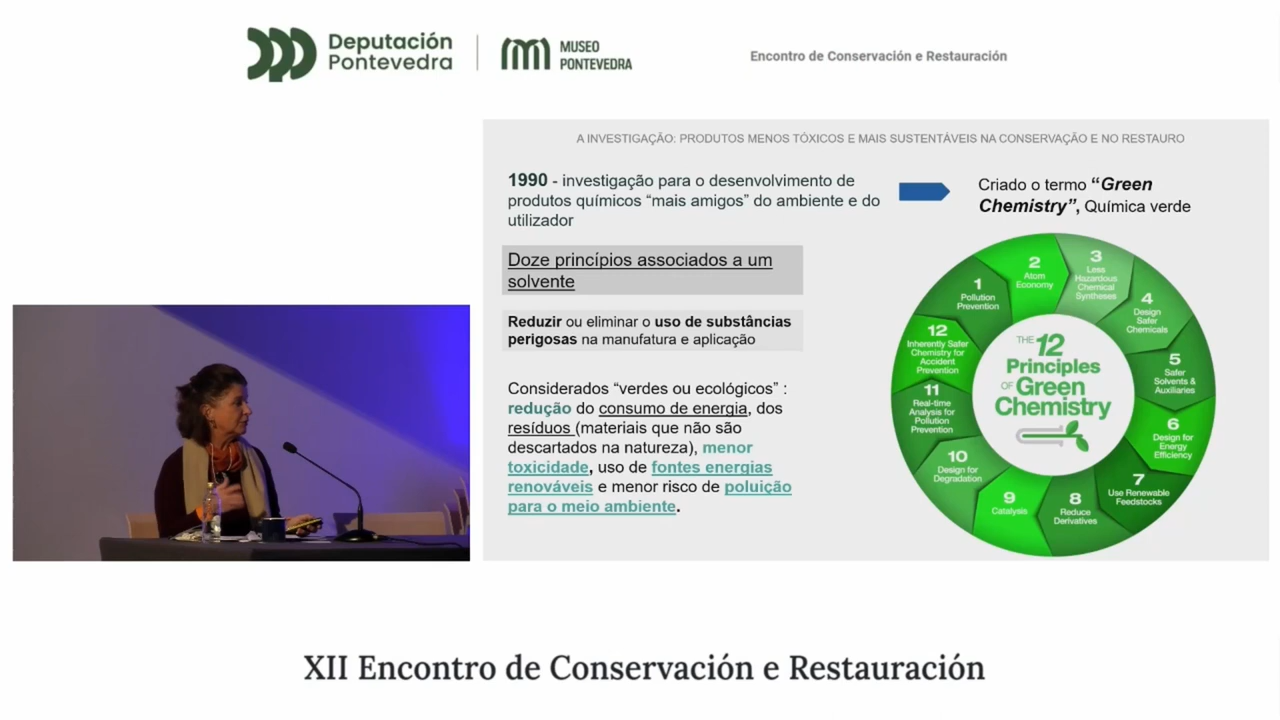 Deputación
Pontevedra
MUSEO
PONTEVEDRA
Encontro de Conservación e Restauración
A INVESTIGAÇÃO: PRODUTOS MENOS TÓXICOS E MAIS SUSTENTÁVEIS NA CONSERVAÇÃO E NO RESTAURO
1990 - investigação para o desenvolvimento de
produtos químicos “mais amigos” do ambiente e do
utilizador
Criado o termo “Green
Chemistry”, Química verde
Doze princípios associados a um
solvente
Reduzir ou eliminar o uso de substâncias
perigosas na manufatura e aplicação
Considerados “verdes ou ecológicos” :
redução do consumo de energia, dos
resíduos (materiais que não são
descartados na natureza), menor
toxicidade, uso de fontes energias
renováveis e menor risco de poluição
para o meio ambiente.
THE 12
Principles
OF Green
Chemistry
1
Pollution
Prevention
2
Atom
Economy
3
Less
Hazardous
Chemical
Syntheses
4
Design
Safer
Chemicals
5
Safer
Solvents &
Auxiliaries
6
Design for
Energy
Efficiency
7
Use Renewable
Feedstocks
8
Reduce
Derivatives
9
Catalysis
10
Design for
Degradation
11
Real-time
Analysis for
Pollution
Prevention
12
Inherently Safer
Chemistry for
Accident
Prevention
XII Encontro de Conservación e Restauración